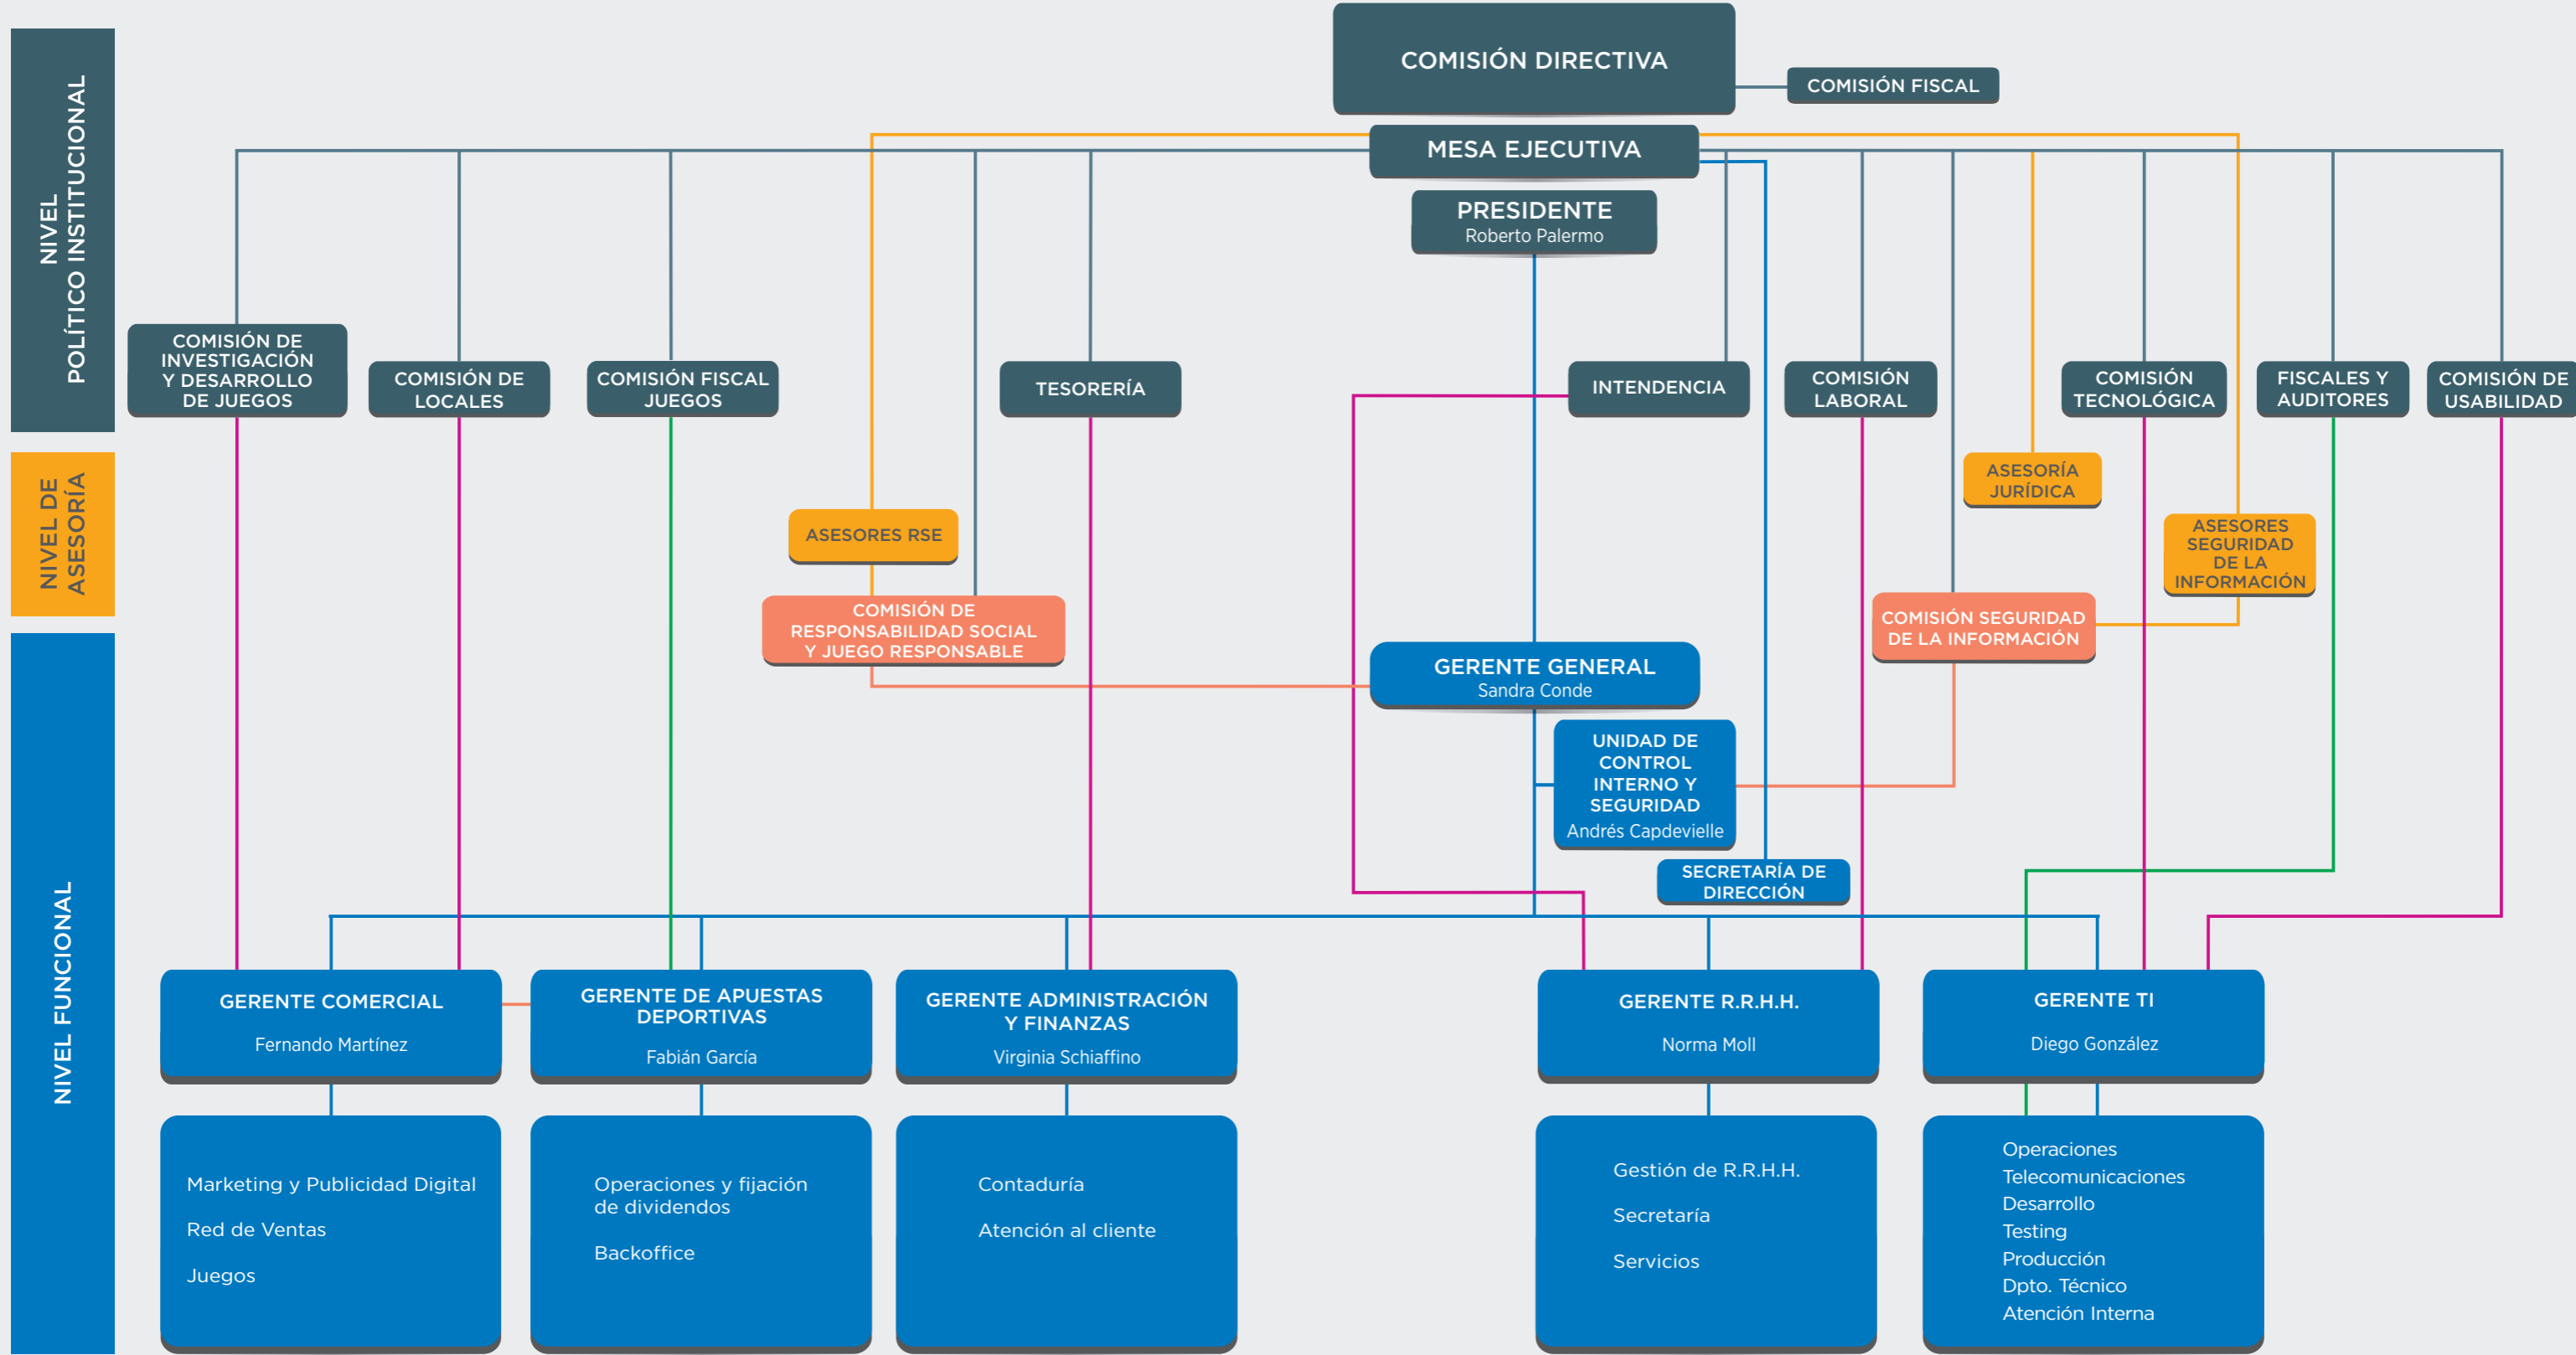 NIVEL
POLÍTICO INSTITUCIONAL
NIVEL DE
ASESORÍA
NIVEL FUNCIONAL
COMISIÓN DIRECTIVA
COMISIÓN FISCAL
MESA EJECUTIVA
PRESIDENTE
Roberto Palermo
COMISIÓN DE
INVESTIGACIÓN
Y DESARROLLO
DE JUEGOS
COMISIÓN DE
LOCALES
COMISIÓN FISCAL
JUEGOS
TESORERÍA
INTENDENCIA
COMISIÓN
LABORAL
COMISIÓN
TECNOLÓGICA
FISCALES Y
AUDITORES
COMISIÓN DE
USABILIDAD
ASESORÍA
JURÍDICA
ASESORES RSE
ASESORES
SEGURIDAD
DE LA
INFORMACIÓN
COMISIÓN DE
RESPONSABILIDAD SOCIAL
Y JUEGO RESPONSABLE
COMISIÓN SEGURIDAD
DE LA INFORMACIÓN
GERENTE GENERAL
Sandra Conde
UNIDAD DE
CONTROL
INTERNO Y
SEGURIDAD
Andrés Capdevielle
SECRETARÍA DE
DIRECCIÓN
GERENTE COMERCIAL
Fernando Martínez
GERENTE DE APUESTAS
DEPORTIVAS
Fabián García
GERENTE ADMINISTRACIÓN
Y FINANZAS
Virginia Schiaffino
GERENTE R.R.H.H.
Norma Moll
GERENTE TI
Diego González
Marketing y Publicidad Digital
Red de Ventas
Juegos
Operaciones y fijación
de dividendos
Backoffice
Contaduría
Atención al cliente
Gestión de R.R.H.H.
Secretaría
Servicios
Operaciones
Telecomunicaciones
Desarrollo
Testing
Producción
Dpto. Técnico
Atención Interna